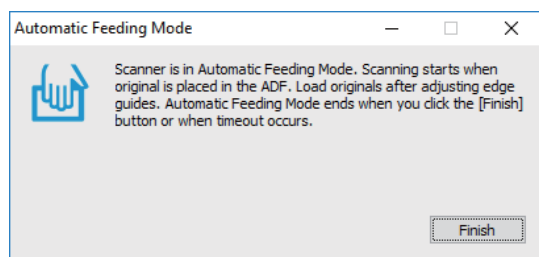 Automatic Feeding Mode
Scanner is in Automatic Feeding Mode. Scanning starts when
original is placed in the ADF. Load originals after adjusting edge
guides. Automatic Feeding Mode ends when you click the [Finish]
button or when timeout occurs.
Finish